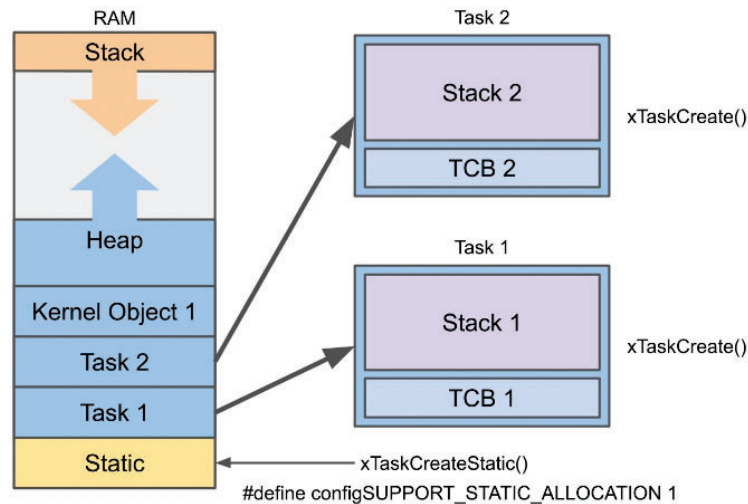 RAM
Stack
Heap
Kernel Object 1
Task 2
Task 1
Static
Task 2
Stack 2
TCB 2
xTaskCreate()
Task 1
Stack 1
TCB 1
xTaskCreate()
xTaskCreateStatic()
#define configSUPPORT_STATIC_ALLOCATION 1